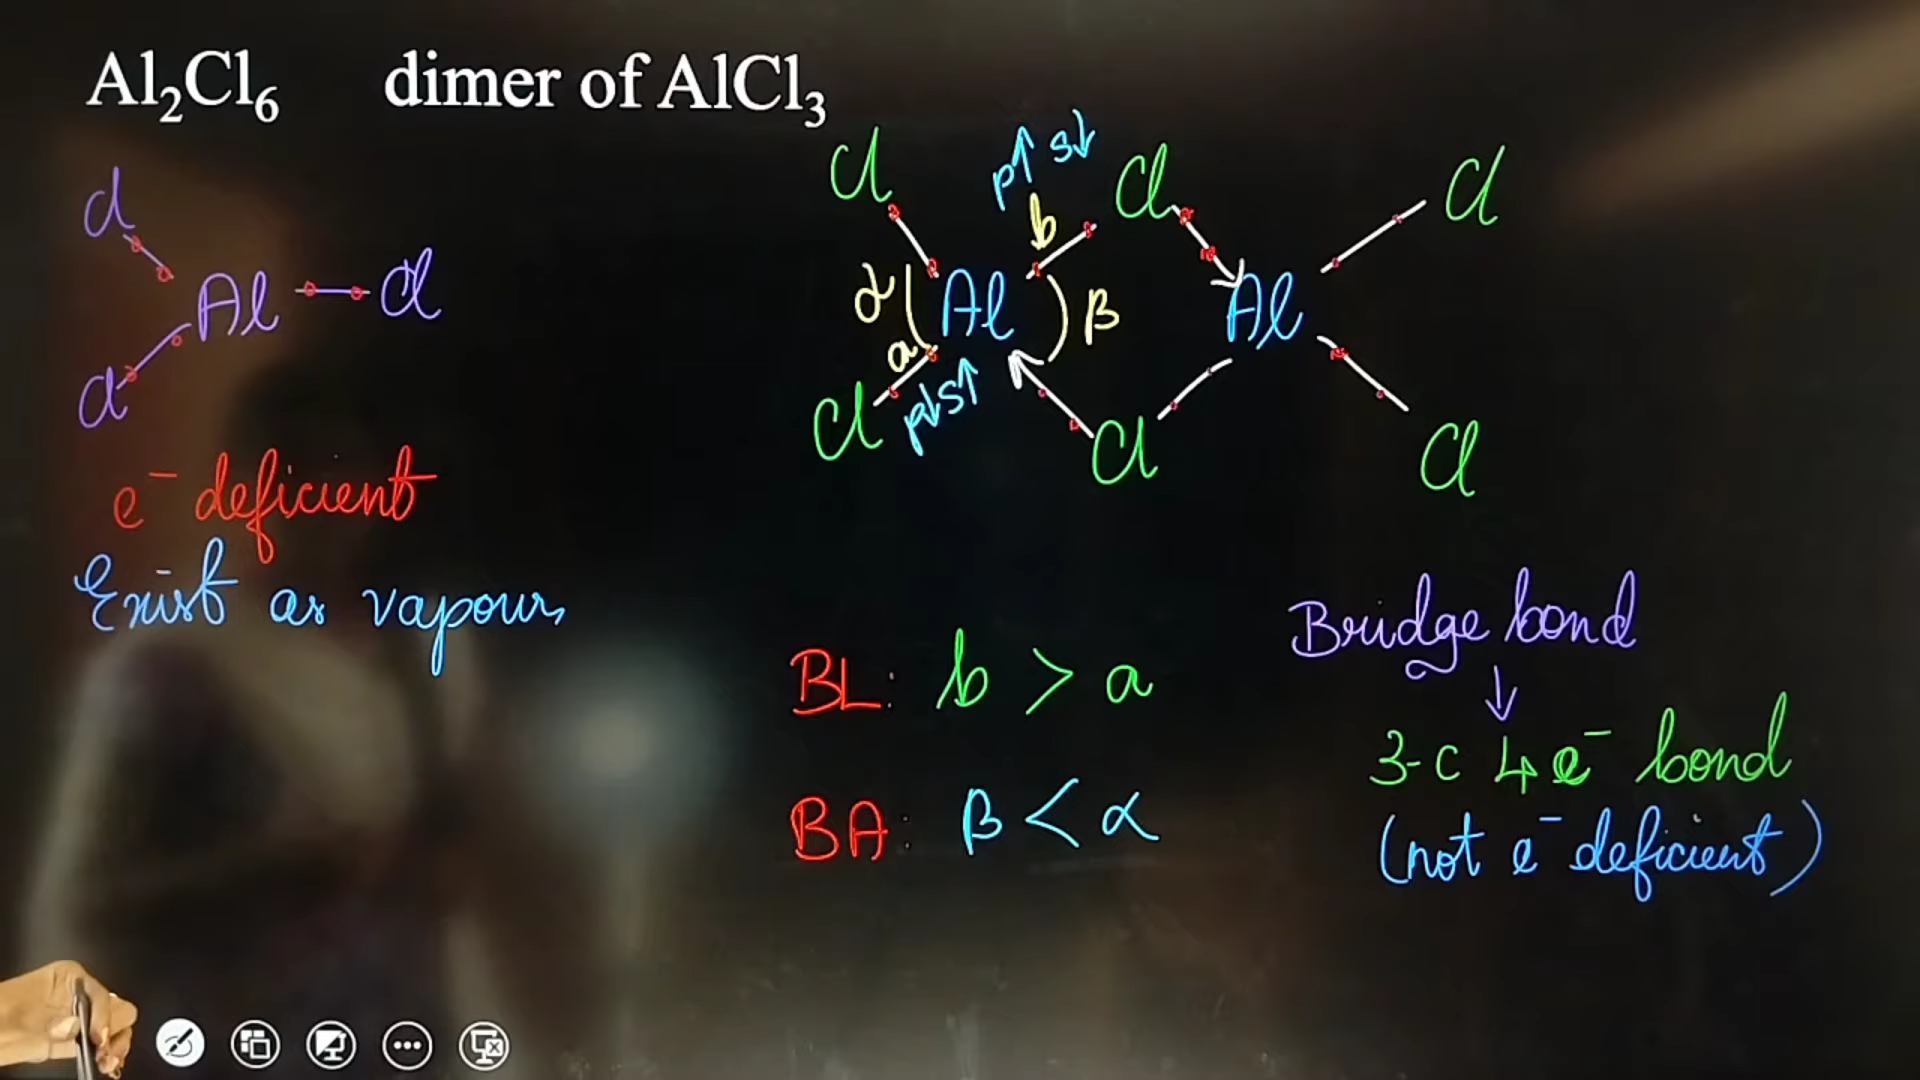 Al₂Cl₆ dimer of AlCl₃
Cl
Al — Cl
Cl
e⁻ deficient
Exist as vapours
Cl p↑ s↓ Cl Cl
b
α Al β Al
a
Cl p↓s↑ Cl Cl
BL: b > a
BA: β < α
Bridge bond
↓
3-c 4e⁻ bond
(not e⁻ deficient)